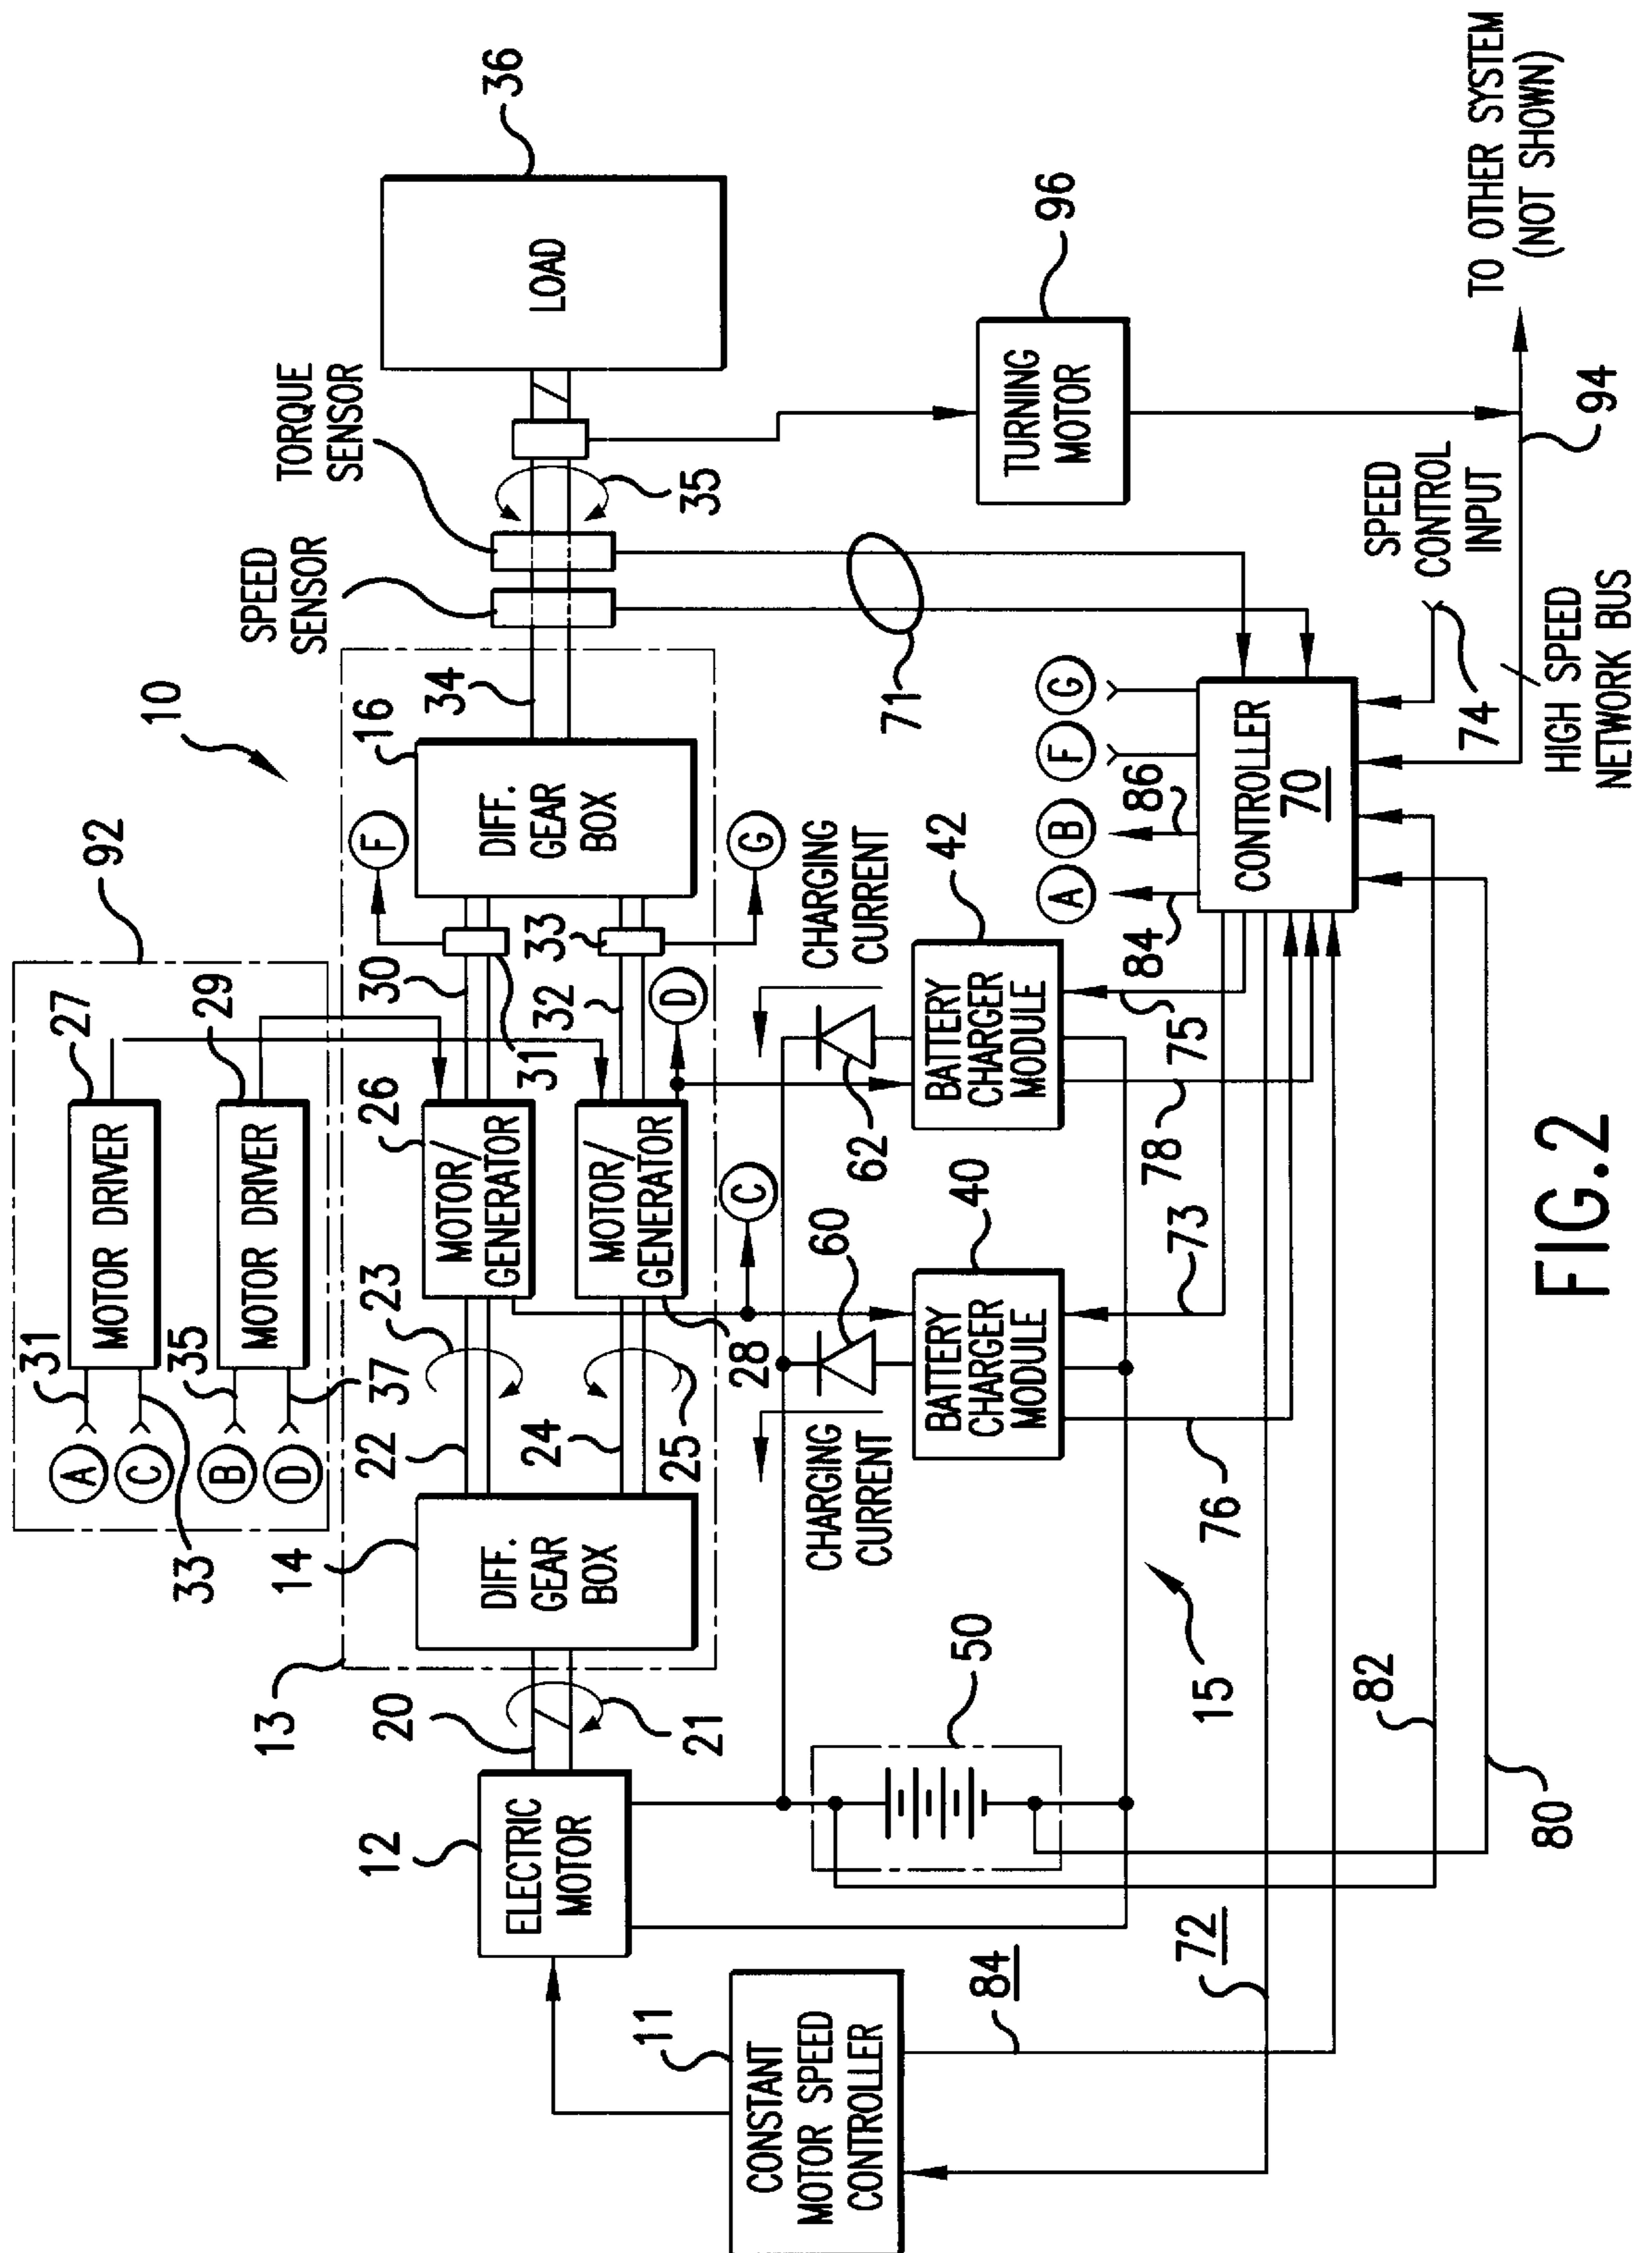 10
92
27
MOTOR DRIVER
29
MOTOR DRIVER
31
A
C
33
35
B
D
37
13
14
DIFF.
GEAR
BOX
22
23
24
25
26
MOTOR/
GENERATOR
MOTOR/
GENERATOR
28
30
31
32
33
F
G
D
C
16
DIFF.
GEAR
BOX
34
SPEED
SENSOR
TORQUE
SENSOR
35
36
LOAD
12
ELECTRIC
MOTOR
20
21
11
CONSTANT
MOTOR SPEED
CONTROLLER
50
15
CHARGING
CURRENT
60
40
BATTERY
CHARGER
MODULE
CHARGING
CURRENT
62
42
BATTERY
CHARGER
MODULE
71
96
TURNING
MOTOR
A
B
F
G
84
86
CONTROLLER
70
73
75
76
78
72
84
82
80
74
SPEED
CONTROL
INPUT
94
HIGH SPEED
NETWORK BUS
TO OTHER SYSTEM
(NOT SHOWN)
FIG.2